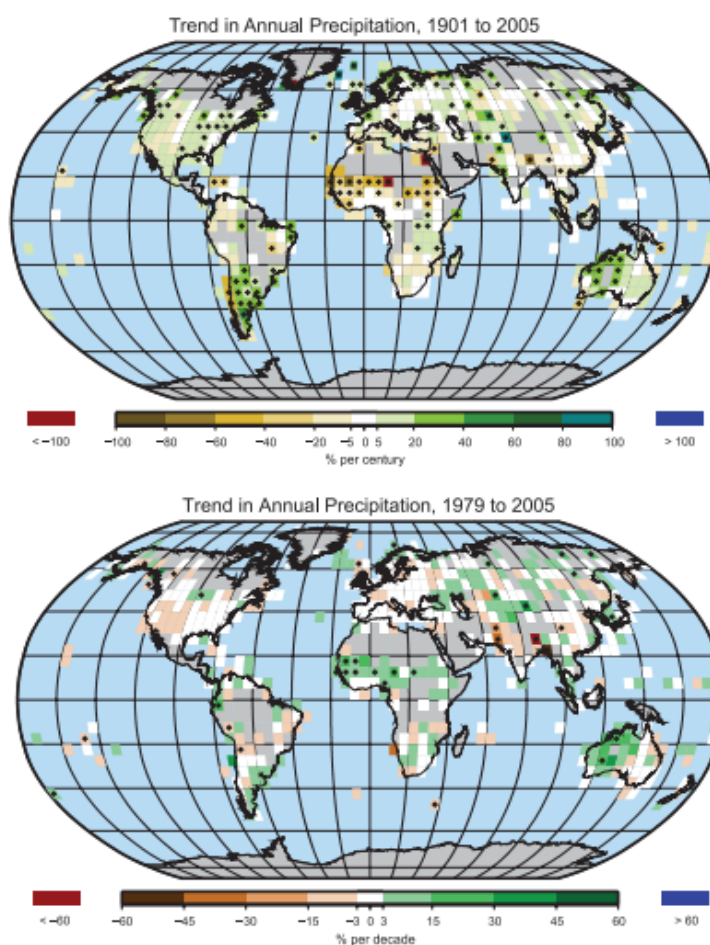 Trend in Annual Precipitation, 1901 to 2005
< −100
−100 −80 −60 −40 −20 −5 0 5 20 40 60 80 100
> 100
% per century
Trend in Annual Precipitation, 1979 to 2005
< −60
−60 −45 −30 −15 −3 0 3 15 30 45 60
> 60
% per decade